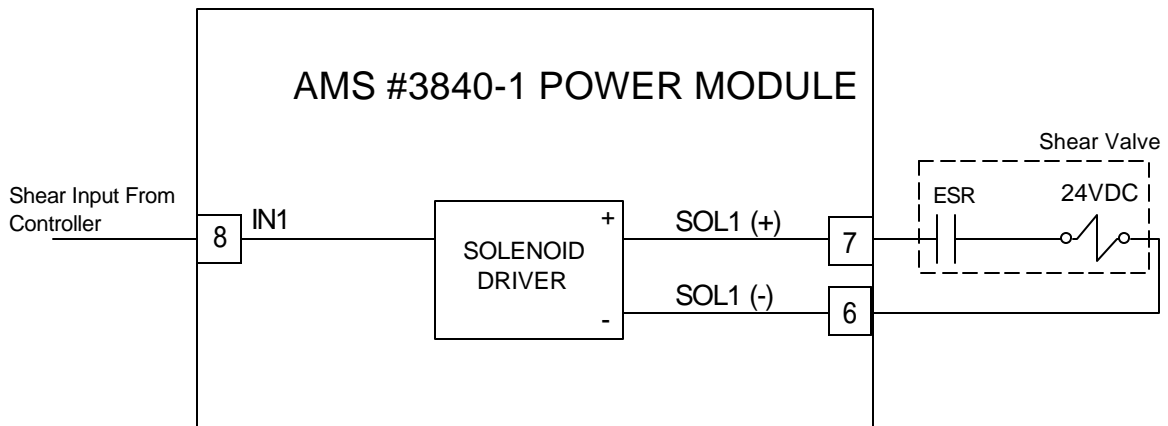 AMS #3840-1 POWER MODULE
Shear Valve
Shear Input From
Controller
8
IN1
SOLENOID
DRIVER
+
-
SOL1 (+)
7
SOL1 (-)
6
ESR
24VDC